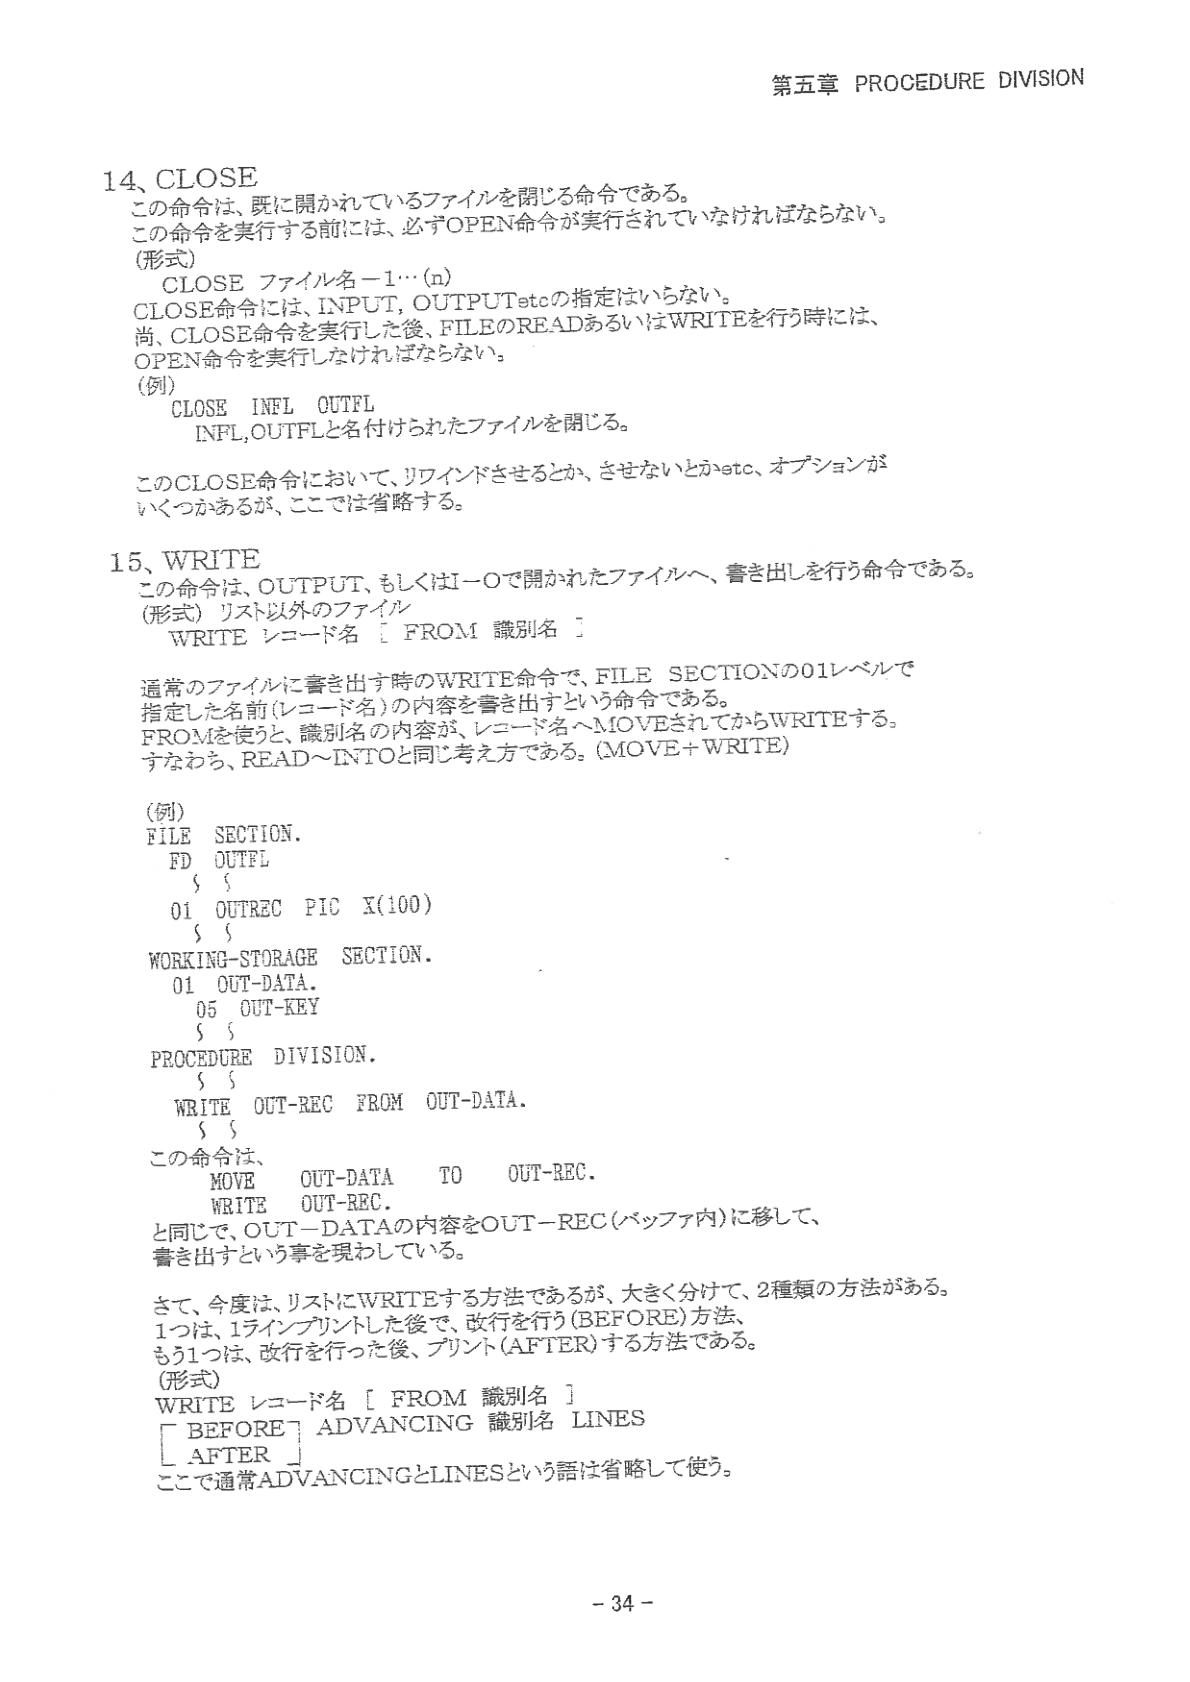 第五章 PROCEDURE DIVISION
14、CLOSE
この命令は、既に開かれているファイルを閉じる命令である。
この命令を実行する前には、必ずOPEN命令が実行されていなければならない。
(形式)
CLOSE ファイル名－1…(n)
CLOSE命令には、INPUT, OUTPUTetcの指定はいらない。
尚、CLOSE命令を実行した後、FILEのREADあるいはWRITEを行う時には、
OPEN命令を実行しなければならない。
(例)
CLOSE INFL OUTFL
INFL,OUTFLと名付けられたファイルを閉じる。
このCLOSE命令において、リワインドさせるとか、させないとかetc、オプションが
いくつかあるが、ここでは省略する。
15、WRITE
この命令は、OUTPUT、もしくはI－Oで開かれたファイルへ、書き出しを行う命令である。
(形式) リスト以外のファイル
WRITE レコード名 [ FROM 識別名 ]
通常のファイルに書き出す時のWRITE命令で、FILE SECTIONの01レベルで
指定した名前(レコード名)の内容を書き出すという命令である。
FROMを使うと、識別名の内容が、レコード名へMOVEされてからWRITEする。
すなわち、READ～INTOと同じ考え方である。(MOVE＋WRITE)
(例)
FILE SECTION.
FD OUTFL
∫ ∫
01 OUTREC PIC X(100)
∫ ∫
WORKING-STORAGE SECTION.
01 OUT-DATA.
05 OUT-KEY
∫ ∫
PROCEDURE DIVISION.
∫ ∫
WRITE OUT-REC FROM OUT-DATA.
∫ ∫
この命令は、
MOVE OUT-DATA TO OUT-REC.
WRITE OUT-REC.
と同じで、OUT－DATAの内容をOUT－REC(バッファ内)に移して、
書き出すという事を現わしている。
さて、今度は、リストにWRITEする方法であるが、大きく分けて、2種類の方法がある。
1つは、1ラインプリントした後で、改行を行う(BEFORE)方法、
もう1つは、改行を行った後、プリント(AFTER)する方法である。
(形式)
WRITE レコード名 [ FROM 識別名 ]
┌ BEFORE┐ ADVANCING 識別名 LINES
└ AFTER ┘
ここで通常ADVANCINGとLINESという語は省略して使う。
- 34 -